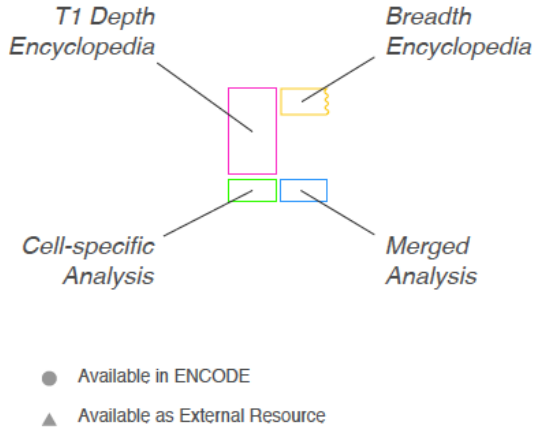 T1 Depth
Encyclopedia
Breadth
Encyclopedia
Cell-specific
Analysis
Merged
Analysis
Available in ENCODE
Available as External Resource